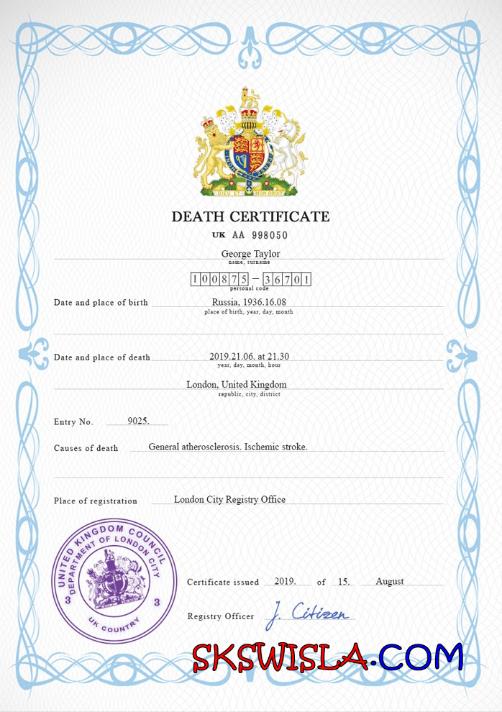 DEATH CERTIFICATE
UK AA 998050
George Taylor
name, surname
100875-36701
personal code
Date and place of birth Russia, 1936.16.08
place of birth, year, day, month
Date and place of death 2019.21.06. at 21.30
year, day, month, hour
London, United Kingdom
republic, city, district
Entry No. 9025.
Causes of death General atherosclerosis. Ischemic stroke.
Place of registration London City Registry Office
UNITED KINGDOM COUNCIL
DEPARTMENT OF LONDON CITY
3 3
UK COUNTRY
Certificate issued 2019. of 15. August
Registry Officer J. Citizen
SKSWISLA.COM